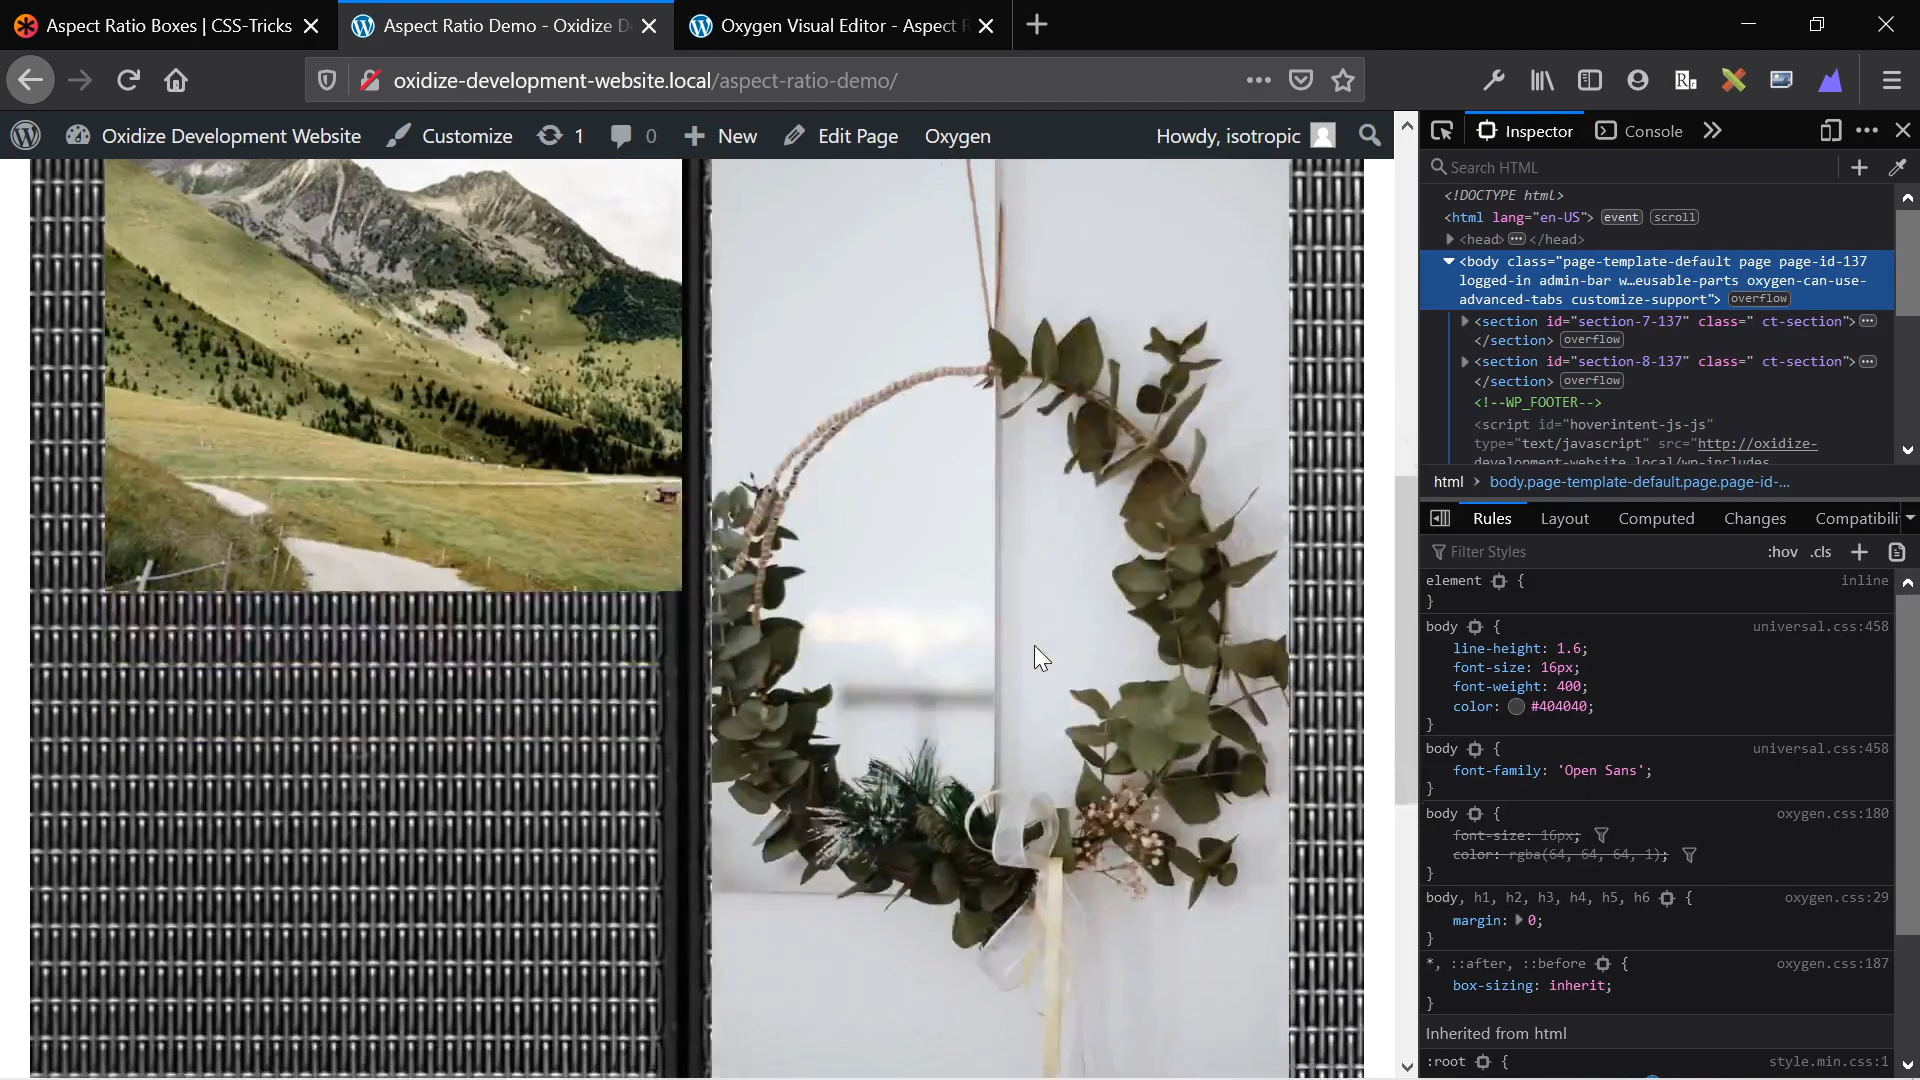 Aspect Ratio Boxes | CSS-Tricks
Aspect Ratio Demo - Oxidize D
Oxygen Visual Editor - Aspect R
oxidize-development-website.local/aspect-ratio-demo/
Oxidize Development Website
Customize
1
0
New
Edit Page
Oxygen
Howdy, isotropic
Inspector
Console
Search HTML
<!DOCTYPE html>
<html lang="en-US"> event scroll
<head> ••• </head>
<body class="page-template-default page page-id-137
logged-in admin-bar w…eusable-parts oxygen-can-use-
advanced-tabs customize-support"> overflow
<section id="section-7-137" class=" ct-section"> •••
</section> overflow
<section id="section-8-137" class=" ct-section"> •••
</section> overflow
<!--WP_FOOTER-->
<script id="hoverintent-js-js"
type="text/javascript" src="http://oxidize-
development-website.local/wp-includes
html
body.page-template-default.page.page-id-…
Rules
Layout
Computed
Changes
Compatibili
Filter Styles
:hov .cls
element { inline
}
body { universal.css:458
line-height: 1.6;
font-size: 16px;
font-weight: 400;
color: #404040;
}
body { universal.css:458
font-family: 'Open Sans';
}
body { oxygen.css:180
font-size: 16px;
color: rgba(64, 64, 64, 1);
}
body, h1, h2, h3, h4, h5, h6 { oxygen.css:29
margin: 0;
}
*, ::after, ::before { oxygen.css:187
box-sizing: inherit;
}
Inherited from html
:root { style.min.css:1